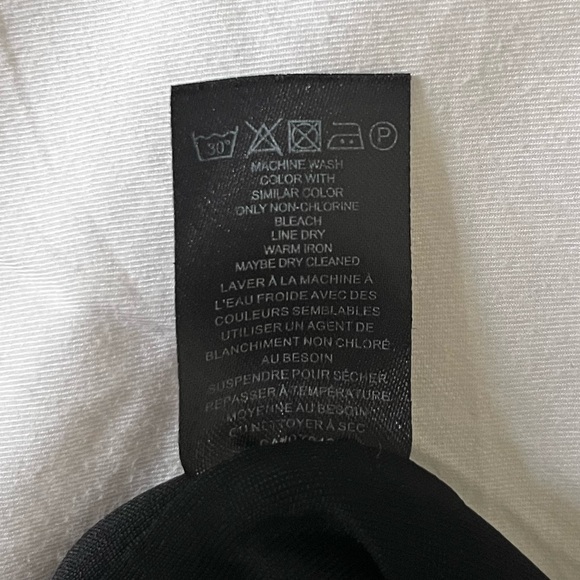 30° P
MACHINE WASH
COLOR WITH
SIMILAR COLOR
ONLY NON-CHLORINE
BLEACH
LINE DRY
WARM IRON
MAYBE DRY CLEANED
LAVER À LA MACHINE À
L'EAU FROIDE AVEC DES
COULEURS SEMBLABLES
UTILISER UN AGENT DE
BLANCHIMENT NON CHLORÉ
AU BESOIN
SUSPENDRE POUR SÉCHER
REPASSER À TEMPÉRATURE
MOYENNE AU BESOIN
OU NETTOYER À SEC